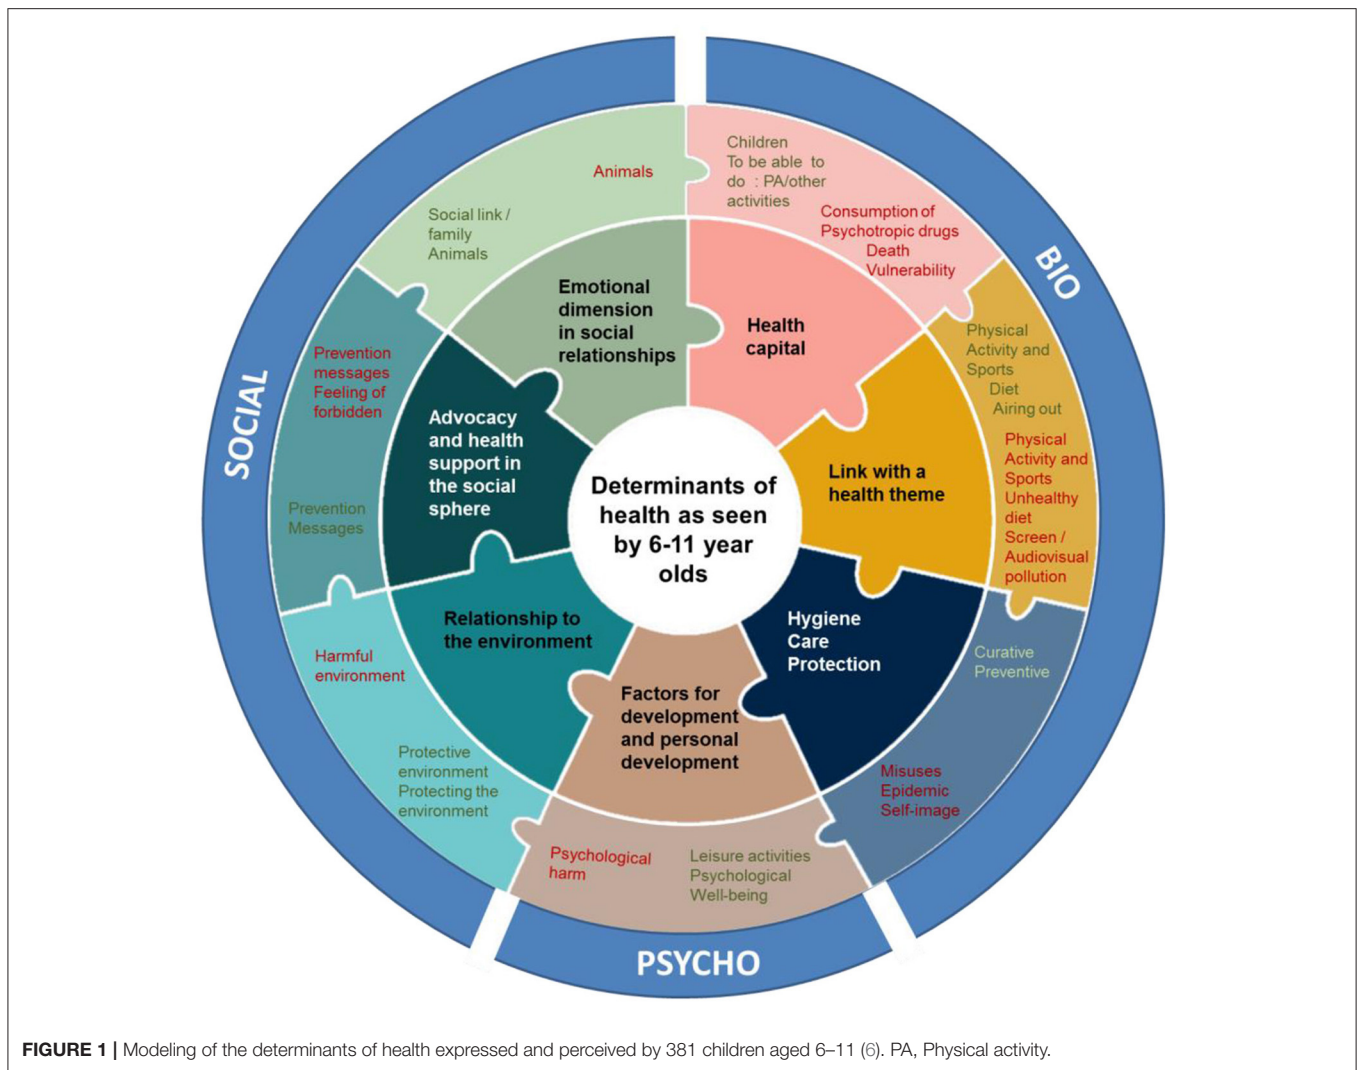 Animals
Social link /
family
Animals
Emotional
dimension
in social
relationships
Children
To be able to
do : PA/other
activities
Consumption of
Psychotropic drugs
Death
Vulnerability
Health
capital
BIO
Physical
Activity and
Sports
Diet
Airing out
Physical
Activity and
Sports
Unhealthy
diet
Screen /
Audiovisual
pollution
Link with a
health theme
SOCIAL
Prevention
messages
Feeling of
forbidden
Prevention
Messages
Advocacy
and health
support in
the social
sphere
Determinants of
health as seen
by 6-11 year
olds
Relationship to
the environment
Harmful
environment
Protective
environment
Protecting the
environment
Hygiene
Care
Protection
Curative
Preventive
Misuses
Epidemic
Self-image
Factors for
development
and personal
development
Psychological
harm
Leisure activities
Psychological
Well-being
PSYCHO
FIGURE 1 | Modeling of the determinants of health expressed and perceived by 381 children aged 6–11 (6). PA, Physical activity.